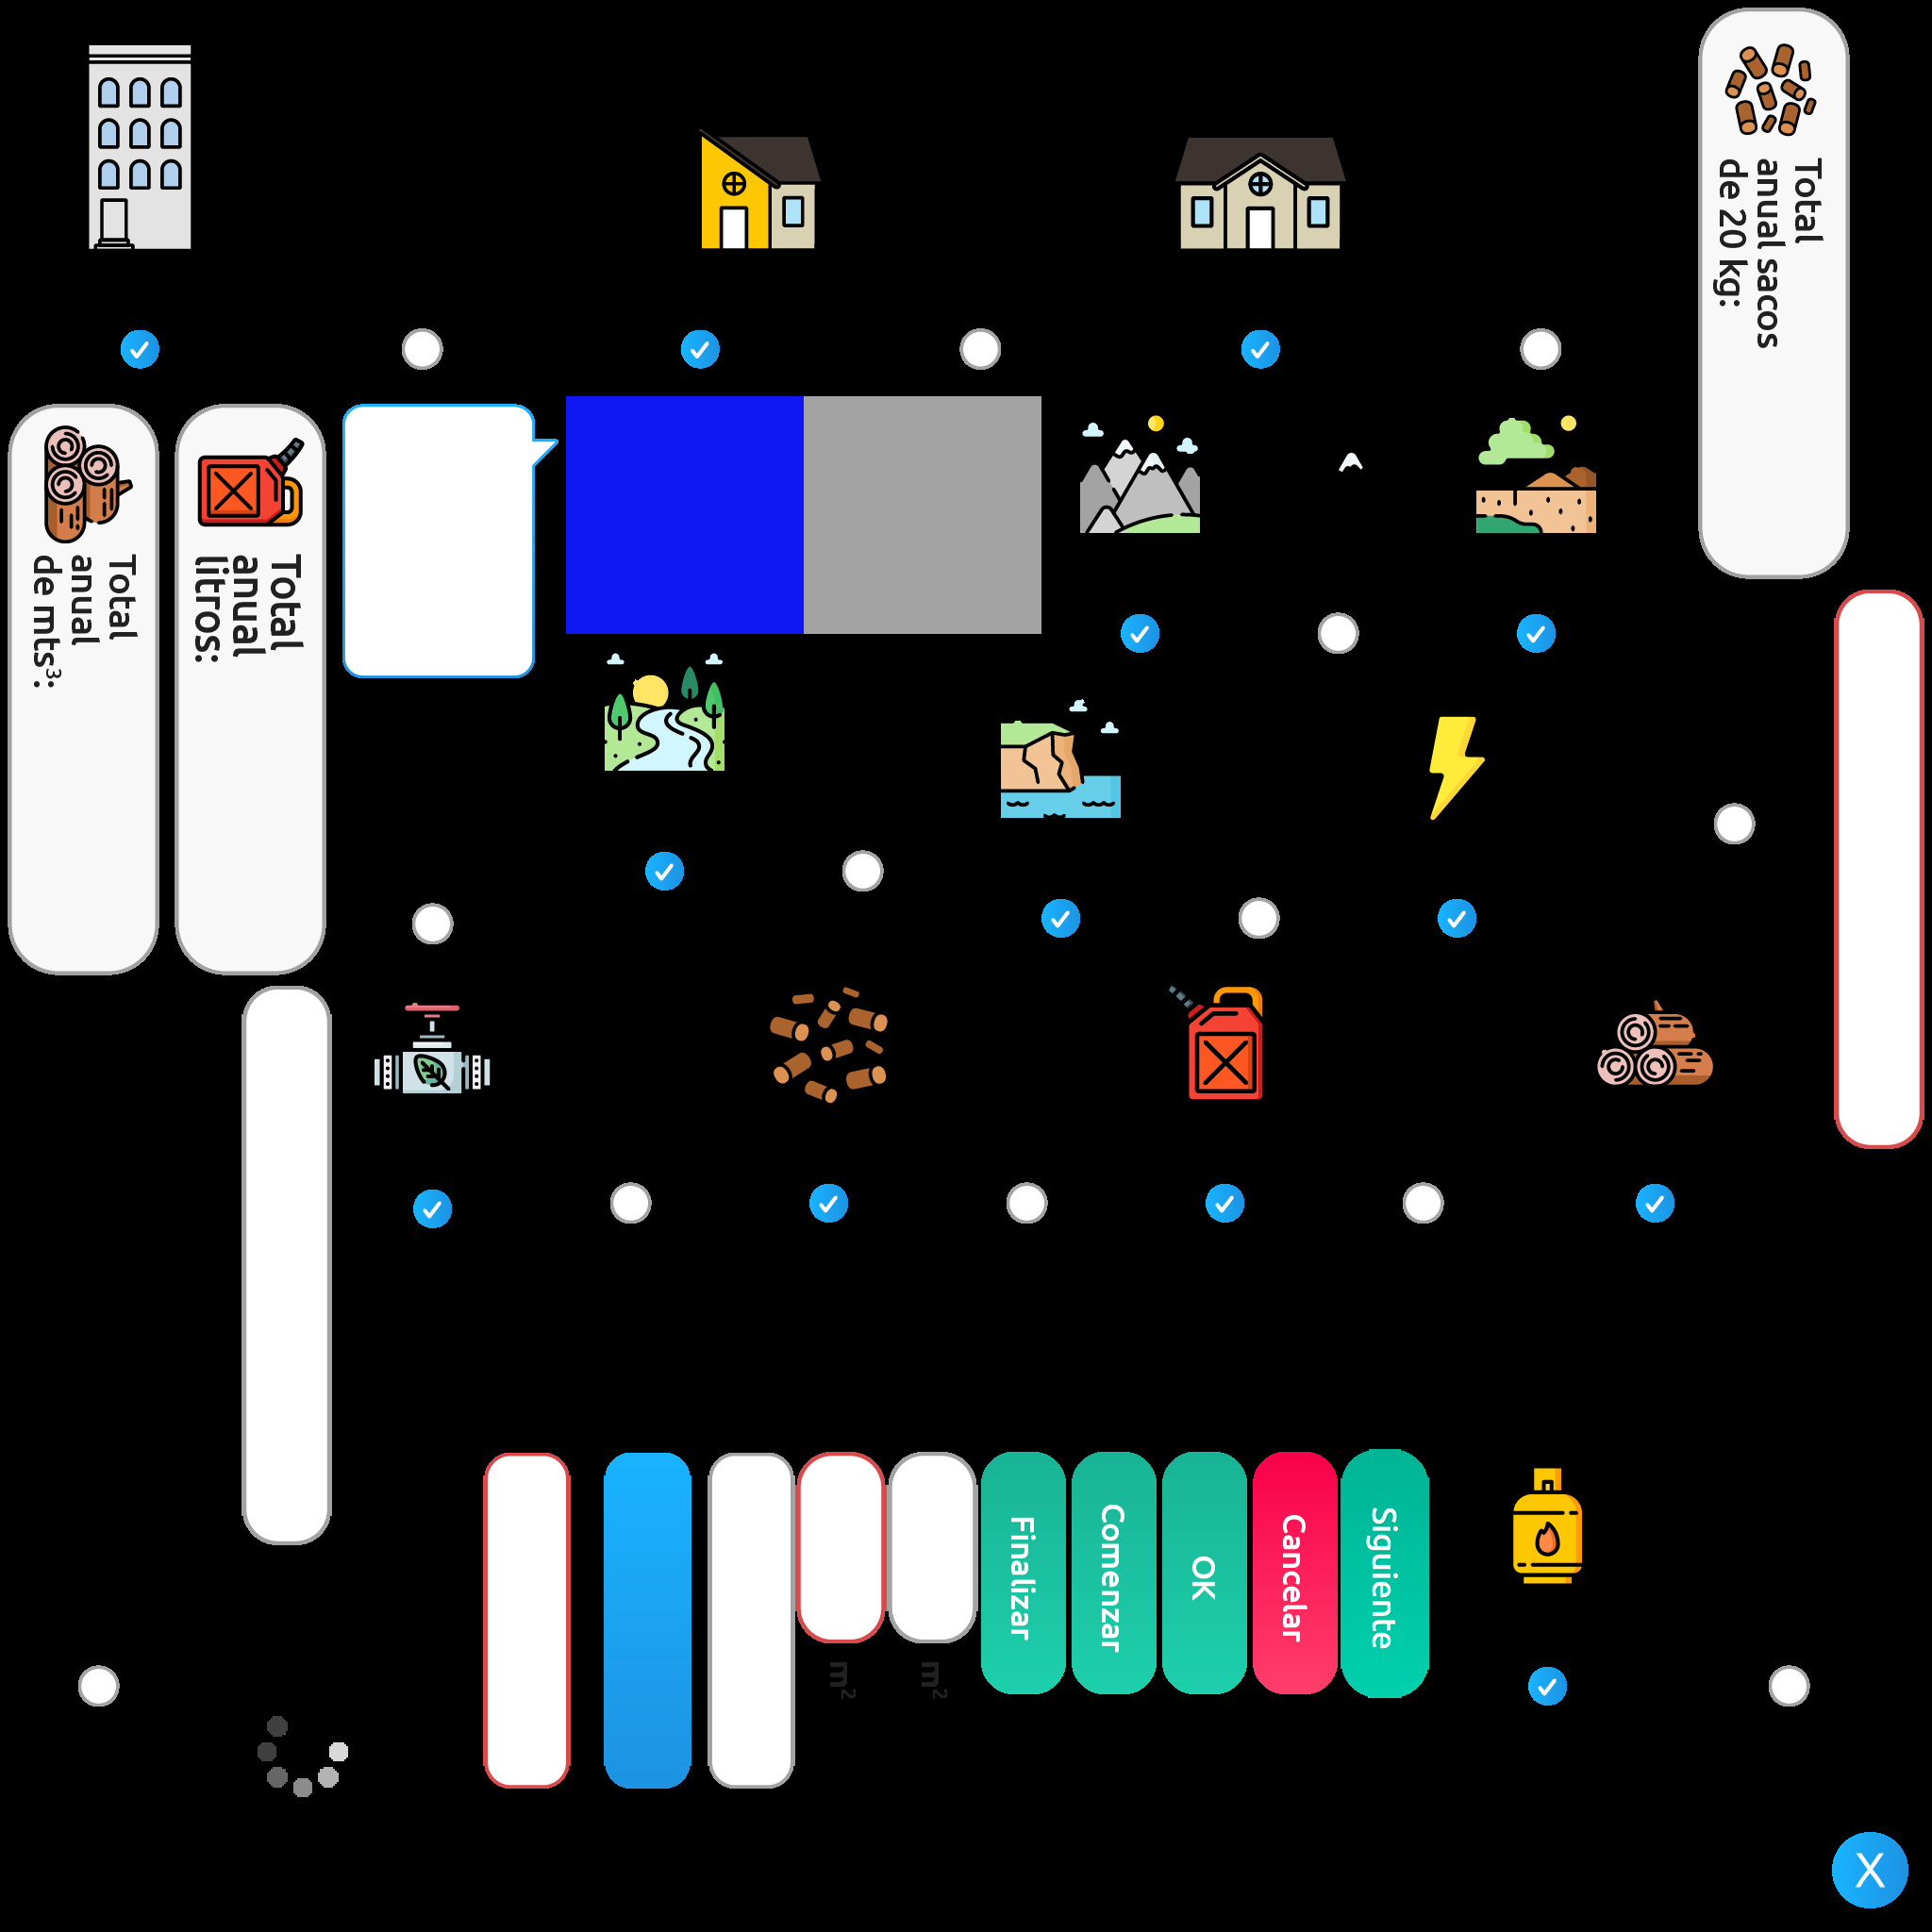 Total
anual sacos
de 20 kg:
Total
anual
de mts³:
Total
anual
litros:
Finalizar
Comenzar
OK
Cancelar
Siguiente
m²
m²
X